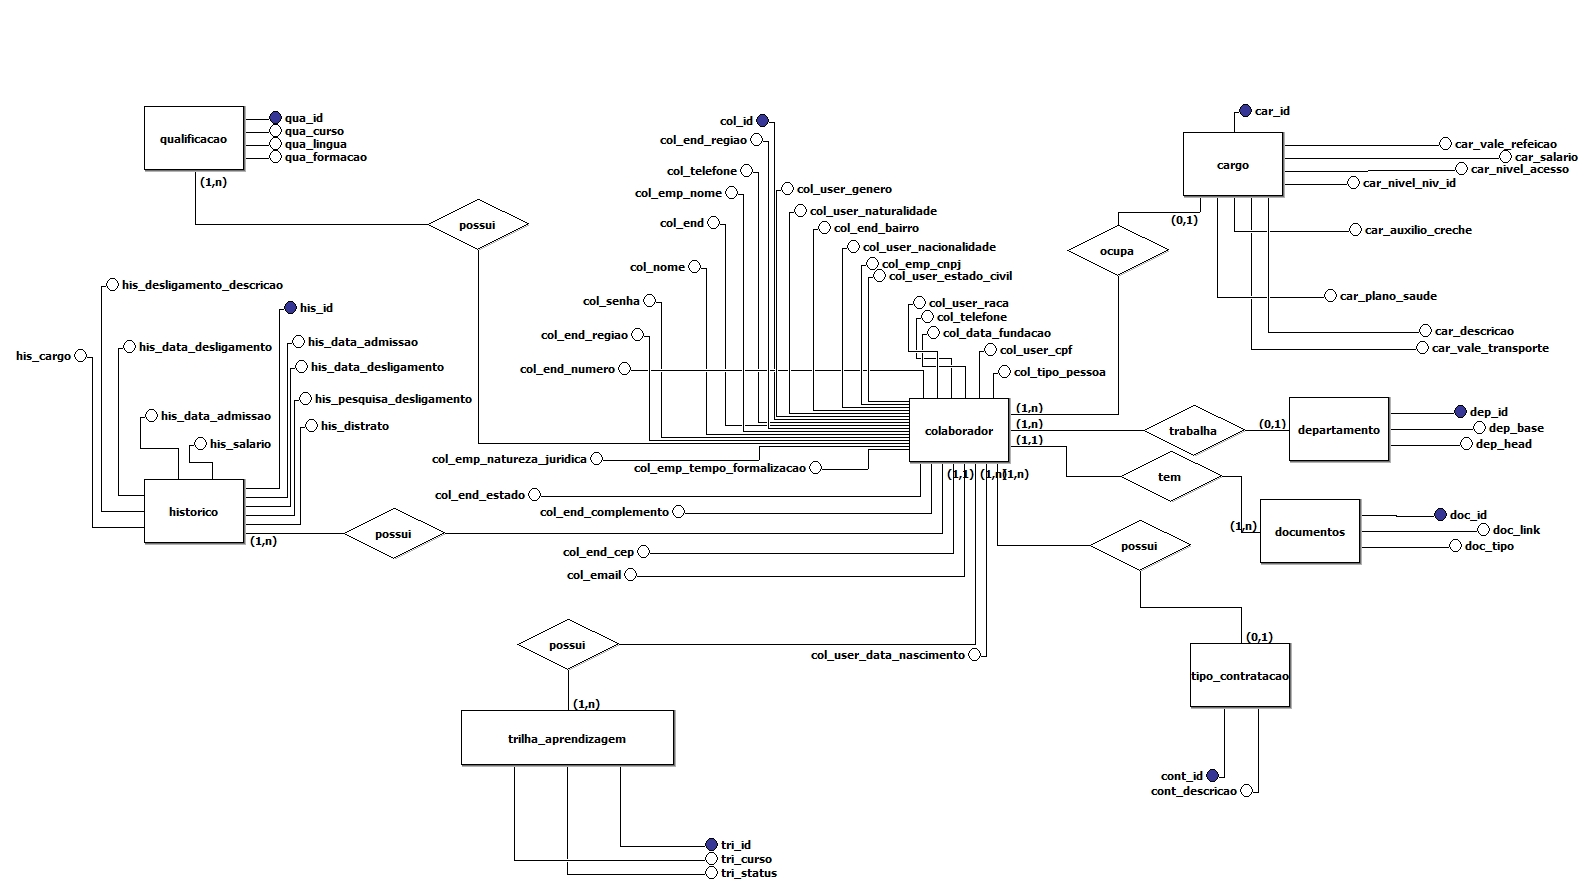 qualificacao
qua_id
qua_curso
qua_lingua
qua_formacao
(1,n)
possui
his_desligamento_descricao
his_id
his_cargo
his_data_desligamento
his_data_admissao
his_data_desligamento
his_pesquisa_desligamento
his_data_admissao
his_distrato
his_salario
historico
(1,n)
possui
col_id
col_end_regiao
col_telefone
col_emp_nome
col_end
col_nome
col_senha
col_end_regiao
col_end_numero
col_user_genero
col_user_naturalidade
col_end_bairro
col_user_nacionalidade
col_emp_cnpj
col_user_estado_civil
col_user_raca
col_telefone
col_data_fundacao
col_user_cpf
col_tipo_pessoa
colaborador
(1,n)
(1,n)
(1,1)
(1,1)
(1,n)
(1,n)
col_emp_natureza_juridica
col_emp_tempo_formalizacao
col_end_estado
col_end_complemento
col_end_cep
col_email
col_user_data_nascimento
possui
(1,n)
trilha_aprendizagem
tri_id
tri_curso
tri_status
car_id
cargo
car_vale_refeicao
car_salario
car_nivel_acesso
car_nivel_niv_id
car_auxilio_creche
car_plano_saude
car_descricao
car_vale_transporte
(0,1)
ocupa
trabalha
(0,1)
departamento
dep_id
dep_base
dep_head
tem
(1,n)
documentos
doc_id
doc_link
doc_tipo
possui
(0,1)
tipo_contratacao
cont_id
cont_descricao